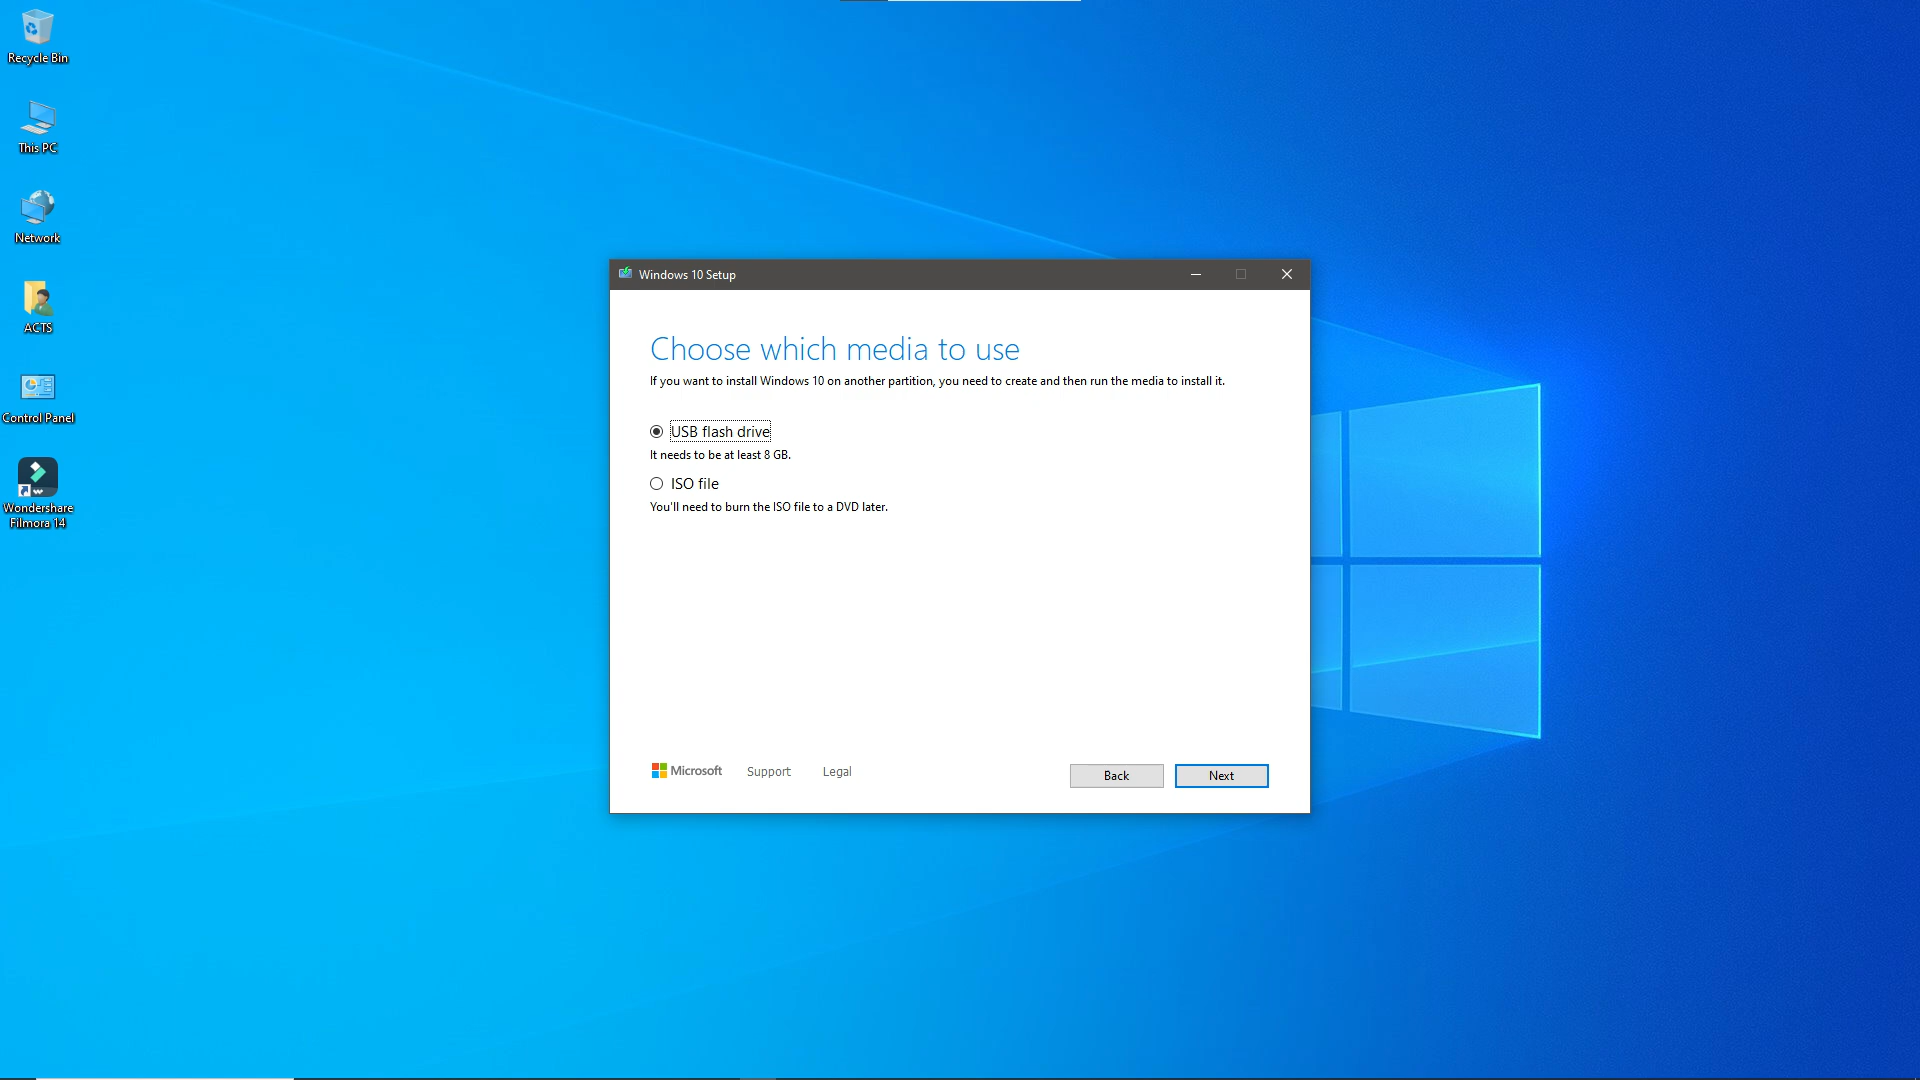 Recycle Bin
This PC
Network
ACTS
Control Panel
Wondershare
Filmora 14
Windows 10 Setup
Choose which media to use
If you want to install Windows 10 on another partition, you need to create and then run the media to install it.
USB flash drive
It needs to be at least 8 GB.
ISO file
You'll need to burn the ISO file to a DVD later.
Microsoft
Support
Legal
Back
Next